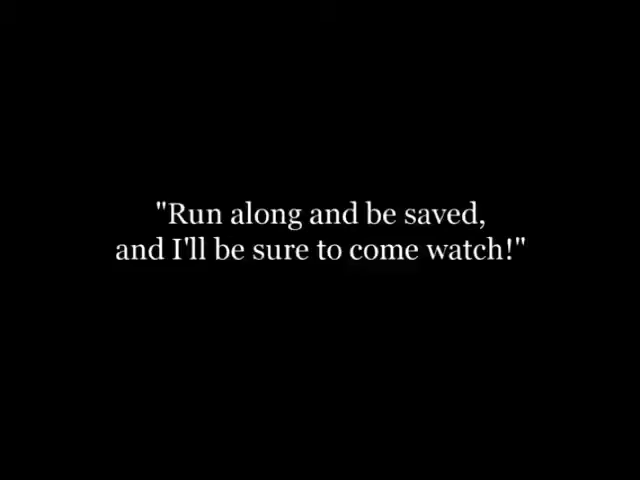 "Run along and be saved,
and I'll be sure to come watch!"